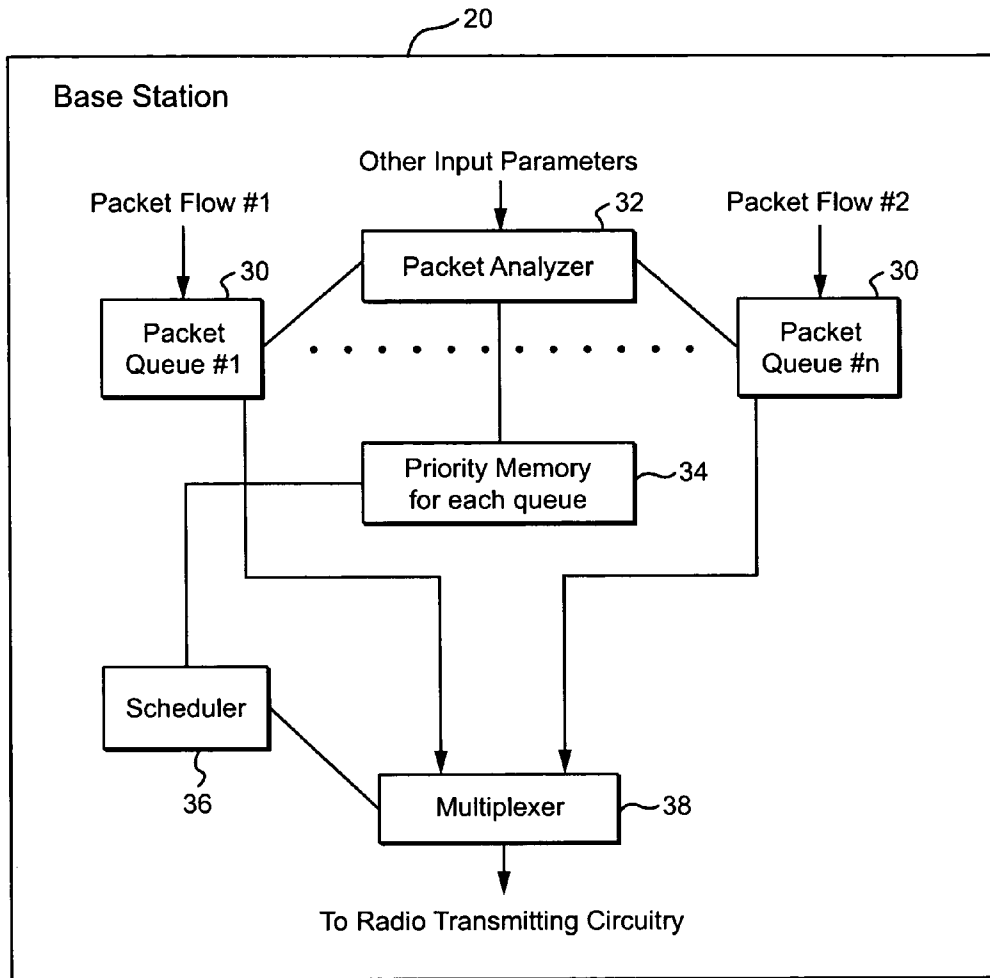 20
Base Station
Other Input Parameters
Packet Flow #1
32
Packet Flow #2
Packet Analyzer
30
30
Packet
Queue #1
Packet
Queue #n
Priority Memory
for each queue
34
Scheduler
36
Multiplexer
38
To Radio Transmitting Circuitry